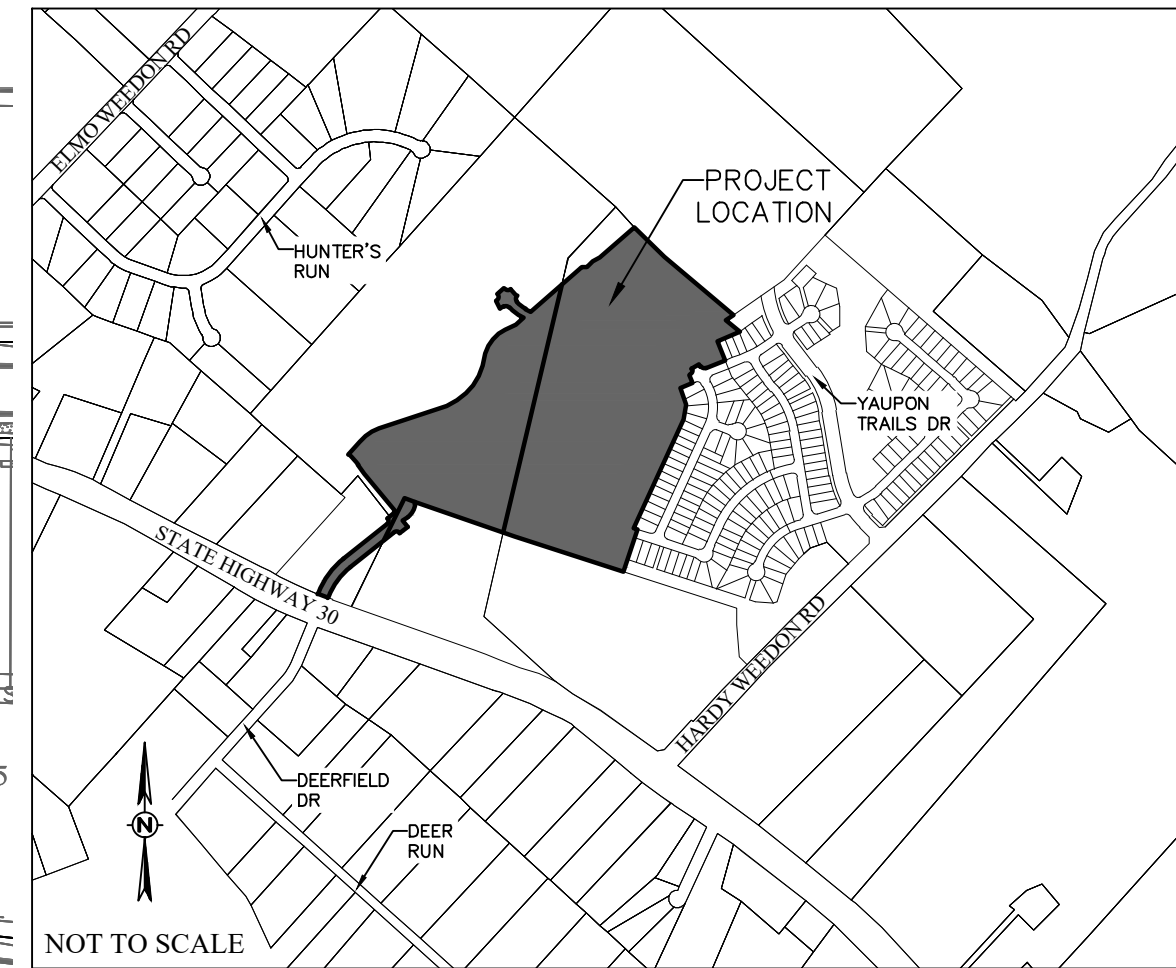 ELMO WEEDON RD
PROJECT
LOCATION
HUNTER'S
RUN
YAUPON
TRAILS DR
STATE HIGHWAY 30
HARDY WEEDON RD
DEERFIELD
DR
DEER
RUN
N
NOT TO SCALE